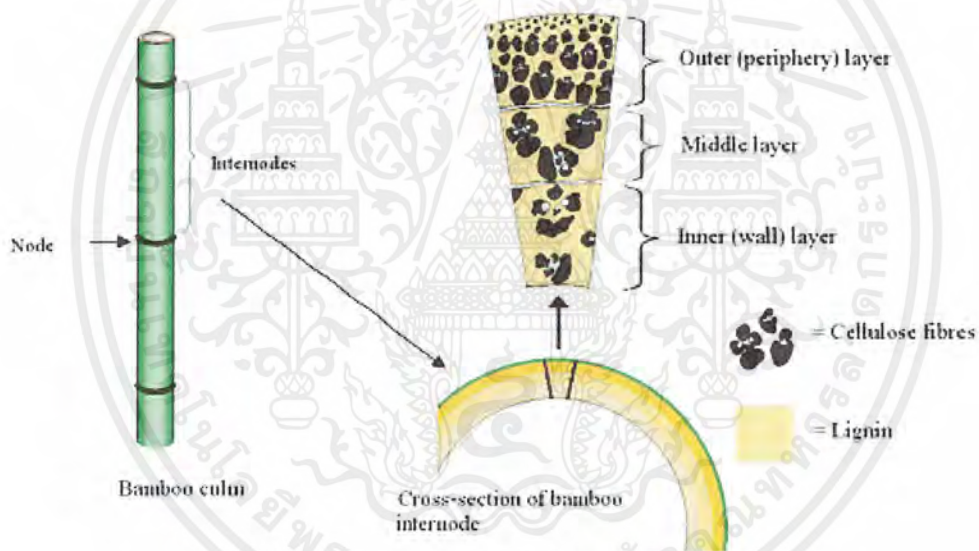 Outer (periphery) layer
Middle layer
Internodes
Node
Inner (wall) layer
= Cellulose fibres
= Lignin
Bamboo culm
Cross-section of bamboo
internode